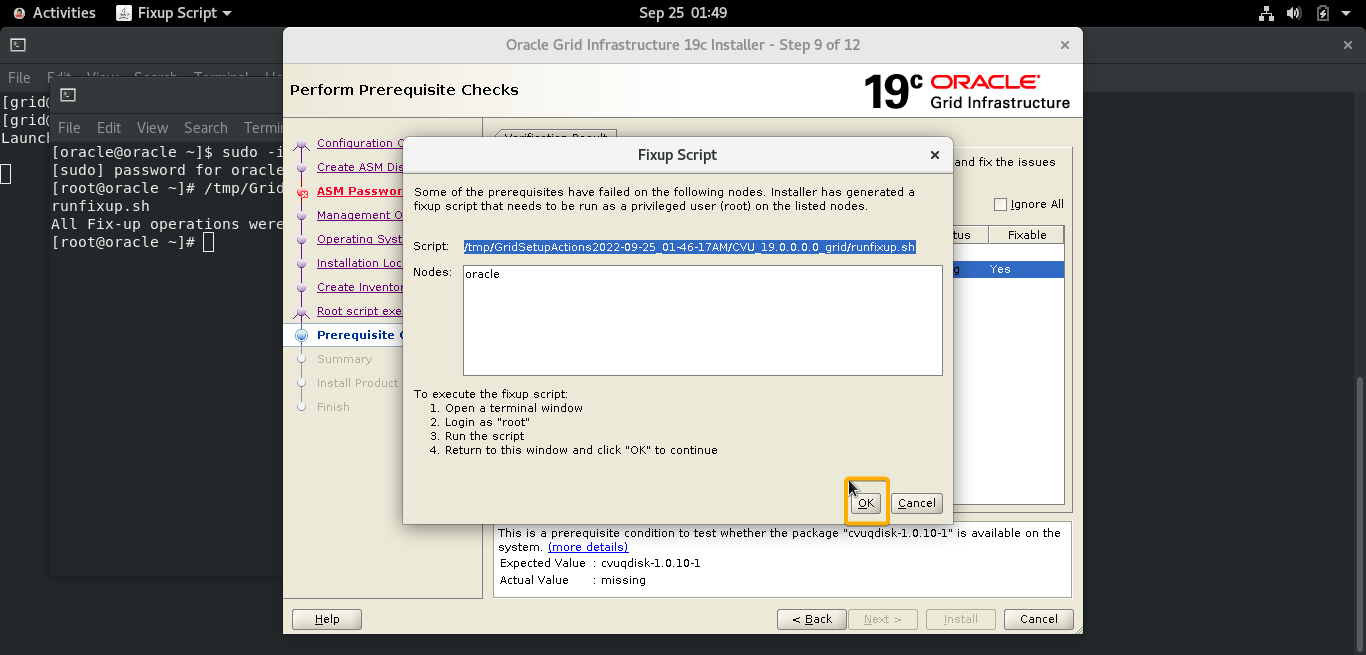 Activities
Fixup Script
Sep 25 01:49
Oracle Grid Infrastructure 19c Installer - Step 9 of 12
File
[grid@
[grid@
Launch
File Edit View Search Termi
[oracle@oracle ~]$ sudo -i
[sudo] password for oracle
[root@oracle ~]# /tmp/Grid
runfixup.sh
All Fix-up operations were
[root@oracle ~]#
Perform Prerequisite Checks
19c ORACLE
Grid Infrastructure
Configuration
Create ASM Dis
ASM Passwor
Management O
Operating Syst
Installation Loc
Create Inventor
Root script exe
Prerequisite C
Summary
Install Product
Finish
Verification Result
and fix the issues
Ignore All
tus Fixable
g Yes
Fixup Script
Some of the prerequisites have failed on the following nodes. Installer has generated a
fixup script that needs to be run as a privileged user (root) on the listed nodes.
Script: /tmp/GridSetupActions2022-09-25_01-46-17AM/CVU_19.0.0.0.0_grid/runfixup.sh
Nodes: oracle
To execute the fixup script:
1. Open a terminal window
2. Login as "root"
3. Run the script
4. Return to this window and click "OK" to continue
OK Cancel
This is a prerequisite condition to test whether the package "cvuqdisk-1.0.10-1" is available on the
system. (more details)
Expected Value : cvuqdisk-1.0.10-1
Actual Value : missing
Help
< Back Next > Install Cancel